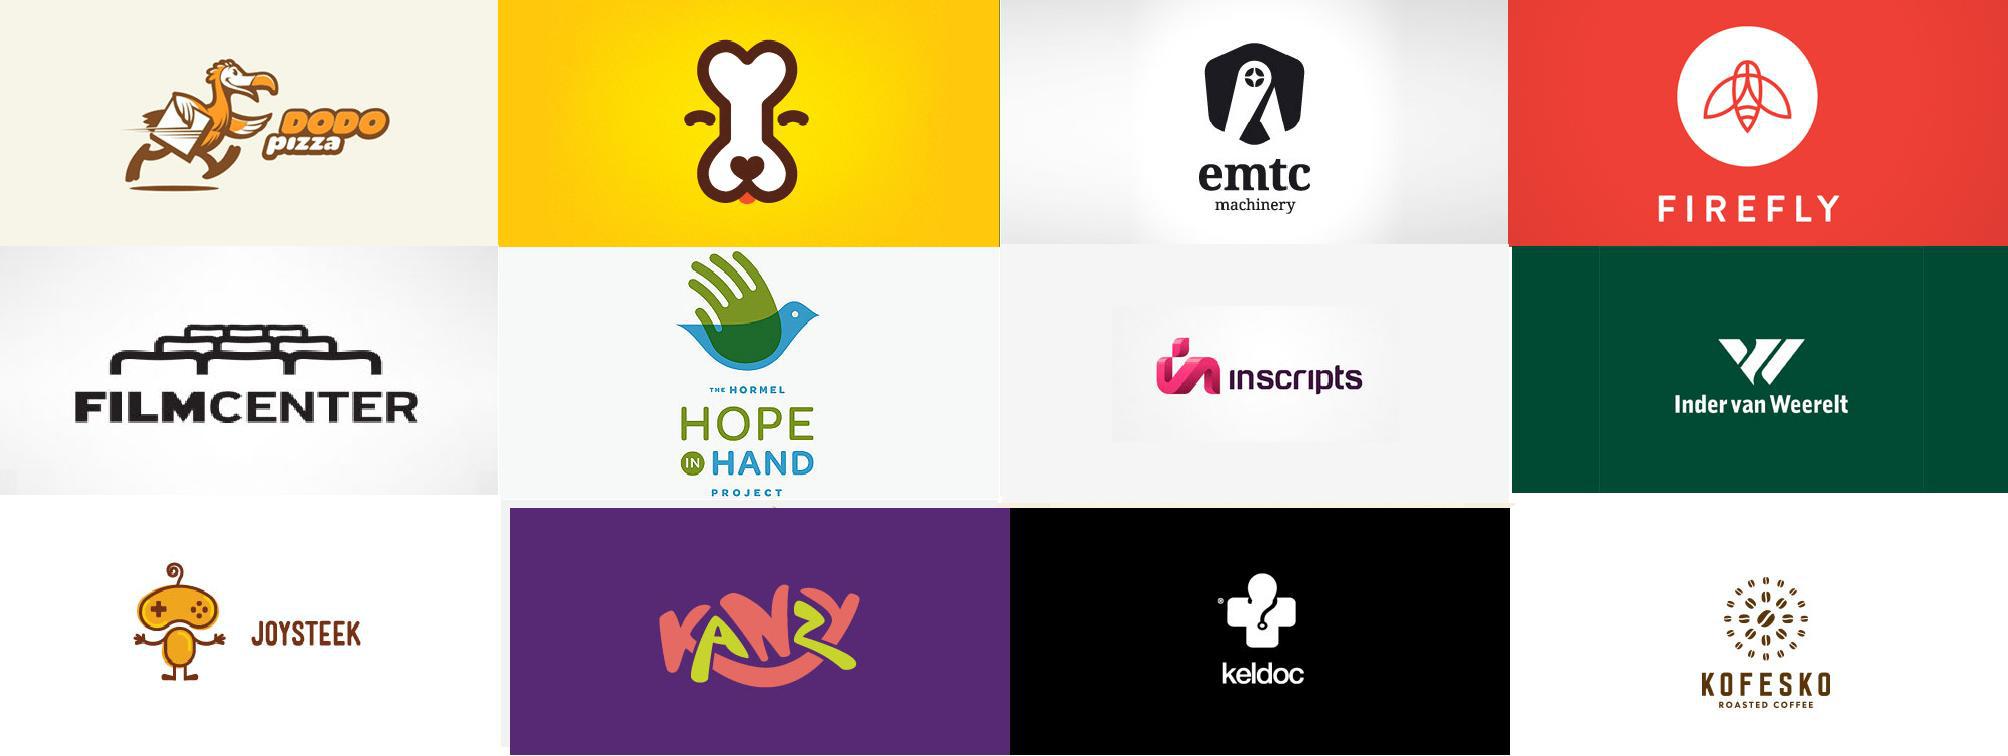 DODO
pizza
emtc
machinery
FIREFLY
FILMCENTER
THE HORMEL
HOPE
IN HAND
PROJECT
inscripts
Inder van Weerelt
JOYSTEEK
KANZY
®
keldoc
KOFESKO
ROASTED COFFEE